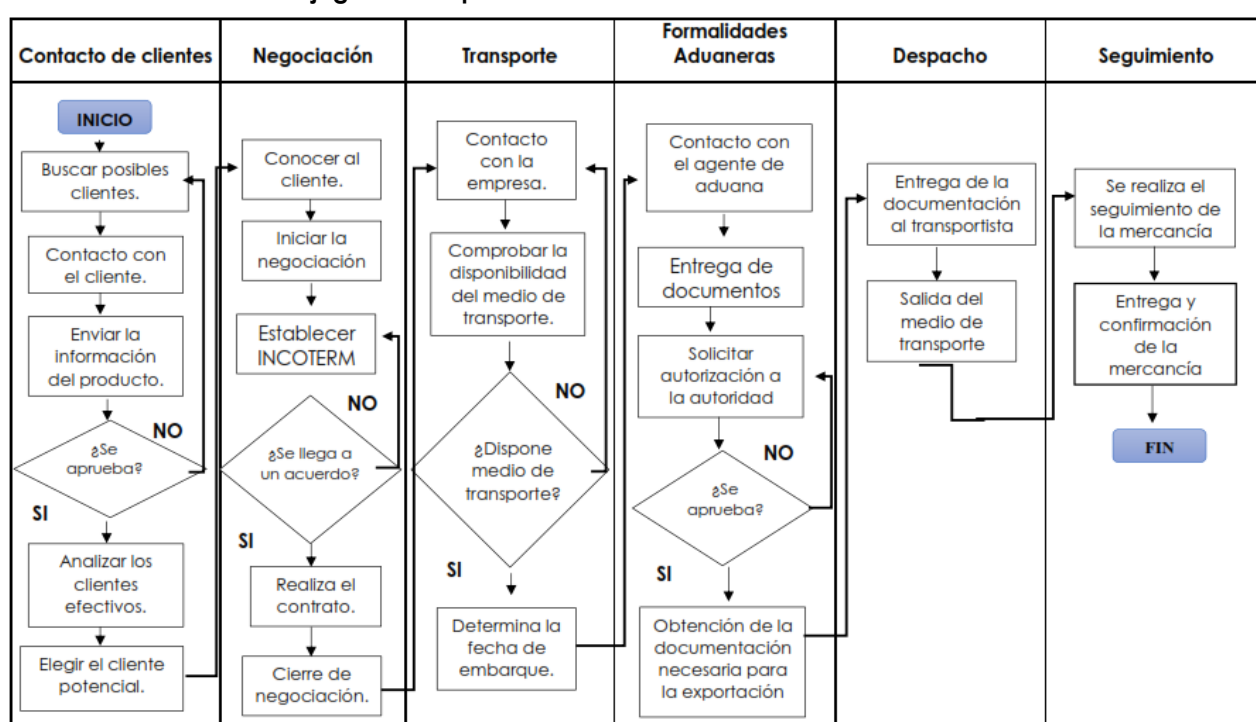 Contacto de clientes
Negociación
Transporte
Formalidades
Aduaneras
Despacho
Seguimiento
INICIO
Buscar posibles
clientes.
Contacto con
el cliente.
Enviar la
información
del producto.
NO
¿Se
aprueba?
SI
Analizar los
clientes
efectivos.
Elegir el cliente
potencial.
Conocer al
cliente.
Iniciar la
negociación
Establecer
INCOTERM
NO
¿Se llega a
un acuerdo?
SI
Realiza el
contrato.
Cierre de
negociación.
Contacto
con la
empresa.
Comprobar la
disponibilidad
del medio de
transporte.
NO
¿Dispone
medio de
transporte?
SI
Determina la
fecha de
embarque.
Contacto con
el agente de
aduana
Entrega de
documentos
Solicitar
autorización a
la autoridad
NO
¿Se
aprueba?
SI
Obtención de la
documentación
necesaria para
la exportación
Entrega de la
documentación
al transportista
Salida del
medio de
transporte
Se realiza el
seguimiento de
la mercancía
Entrega y
confirmación
de la
mercancía
FIN